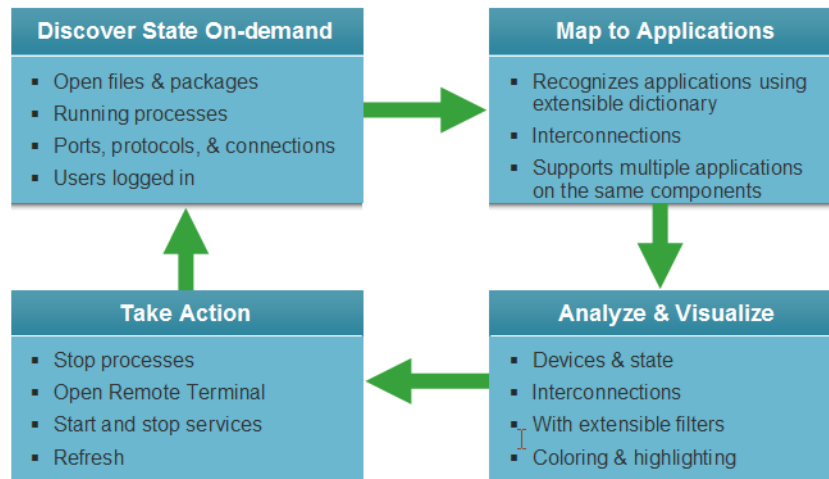 Discover State On-demand
▪ Open files & packages
▪ Running processes
▪ Ports, protocols, & connections
▪ Users logged in
Map to Applications
▪ Recognizes applications using
extensible dictionary
▪ Interconnections
▪ Supports multiple applications
on the same components
Analyze & Visualize
▪ Devices & state
▪ Interconnections
▪ With extensible filters
▪ Coloring & highlighting
Take Action
▪ Stop processes
▪ Open Remote Terminal
▪ Start and stop services
▪ Refresh